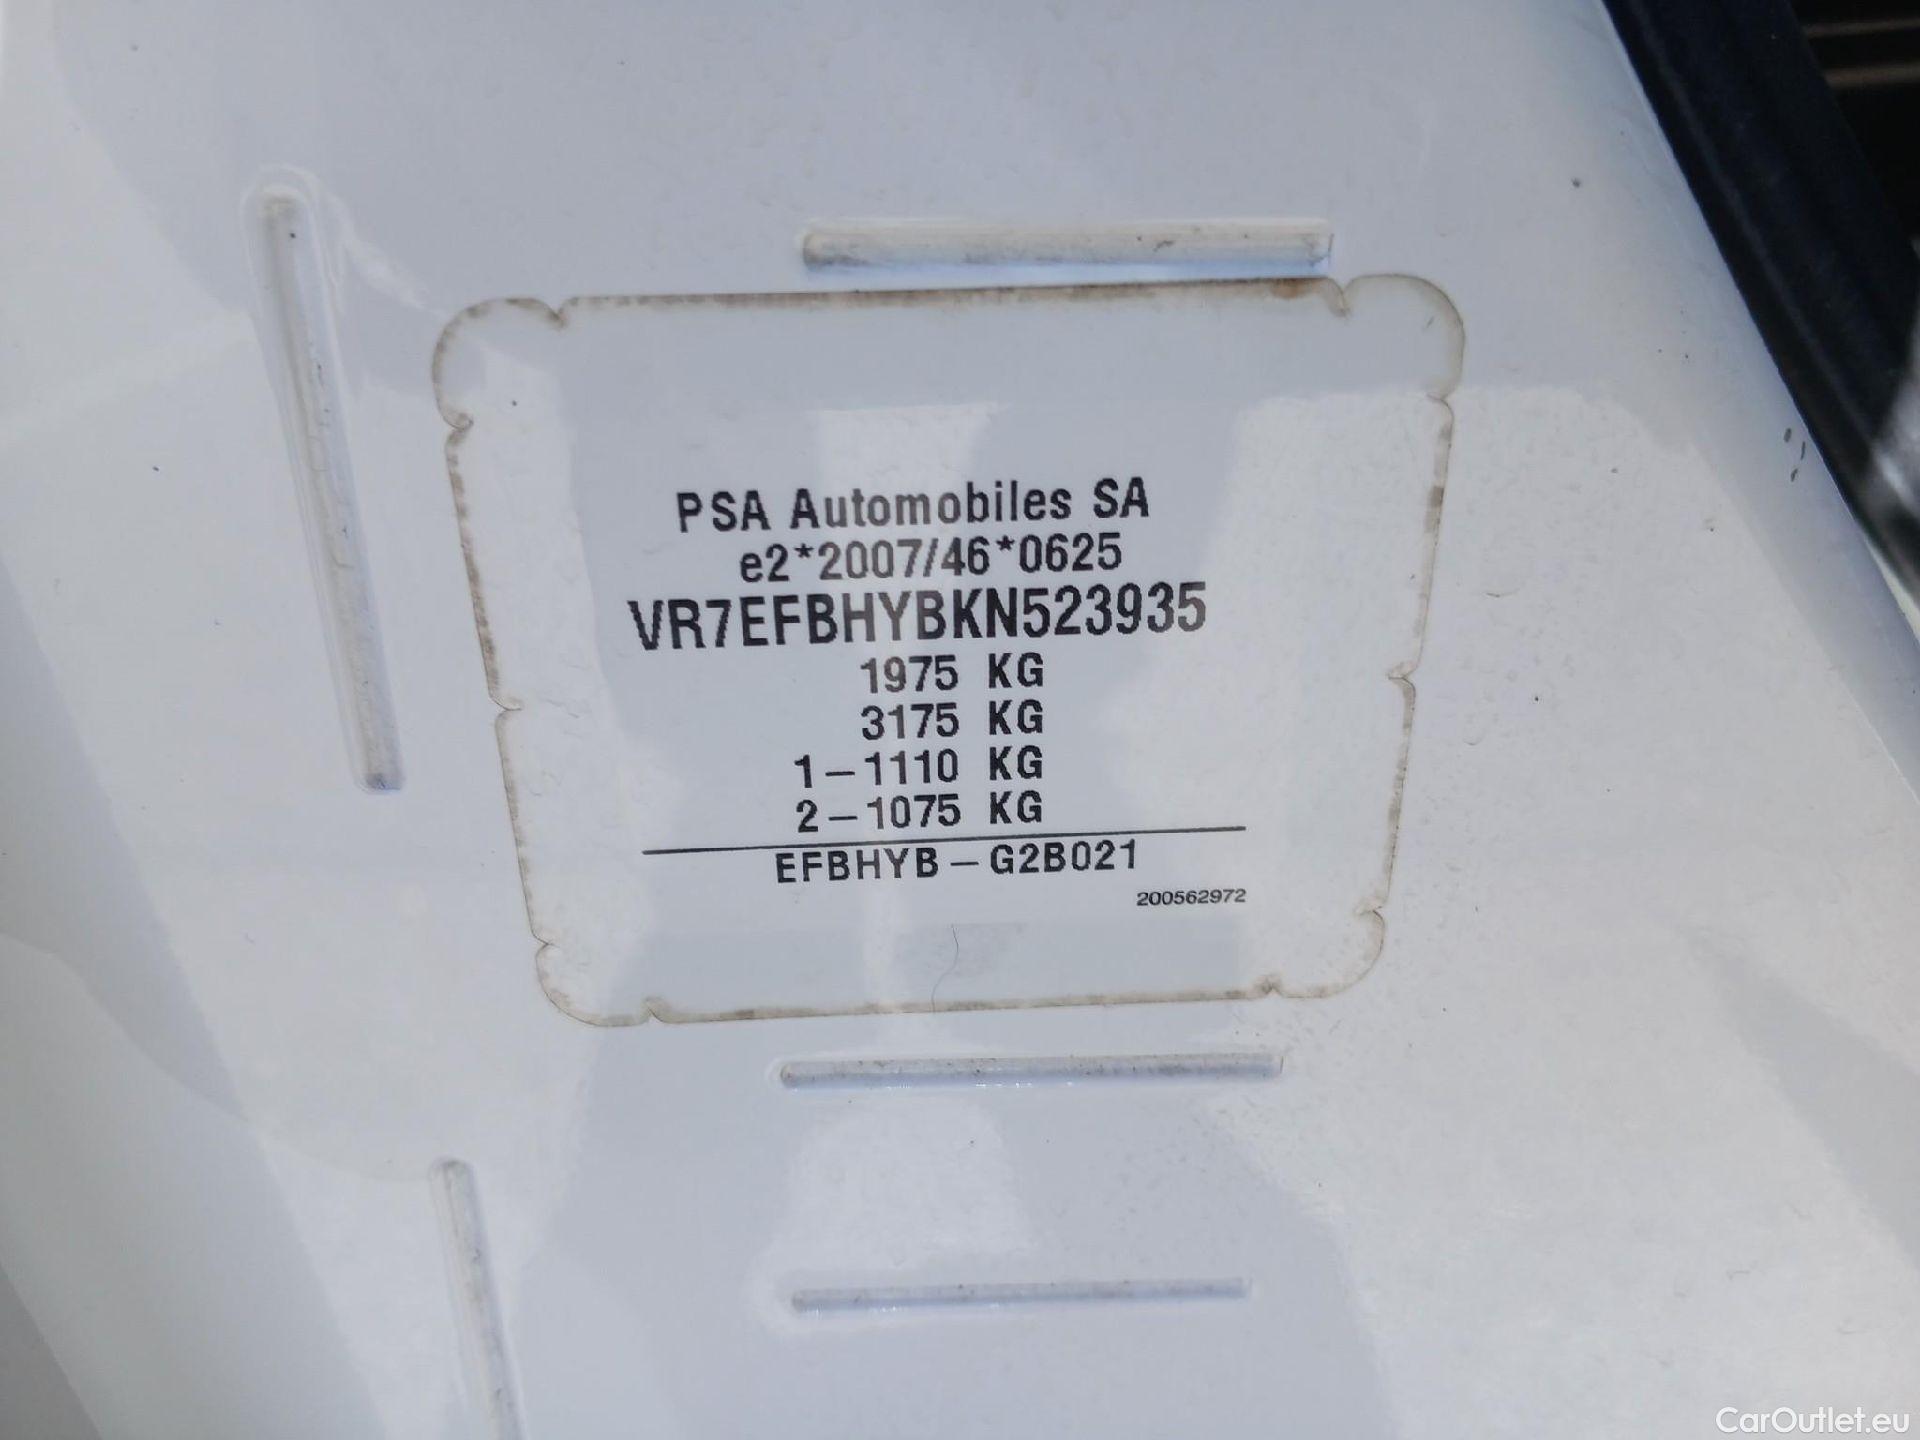 PSA Automobiles SA
e2*2007/46*0625
VR7EFBHYBKN523935
1975 KG
3175 KG
1-1110 KG
2-1075 KG
EFBHYB-G2B021
200562972
CarOutlet.eu